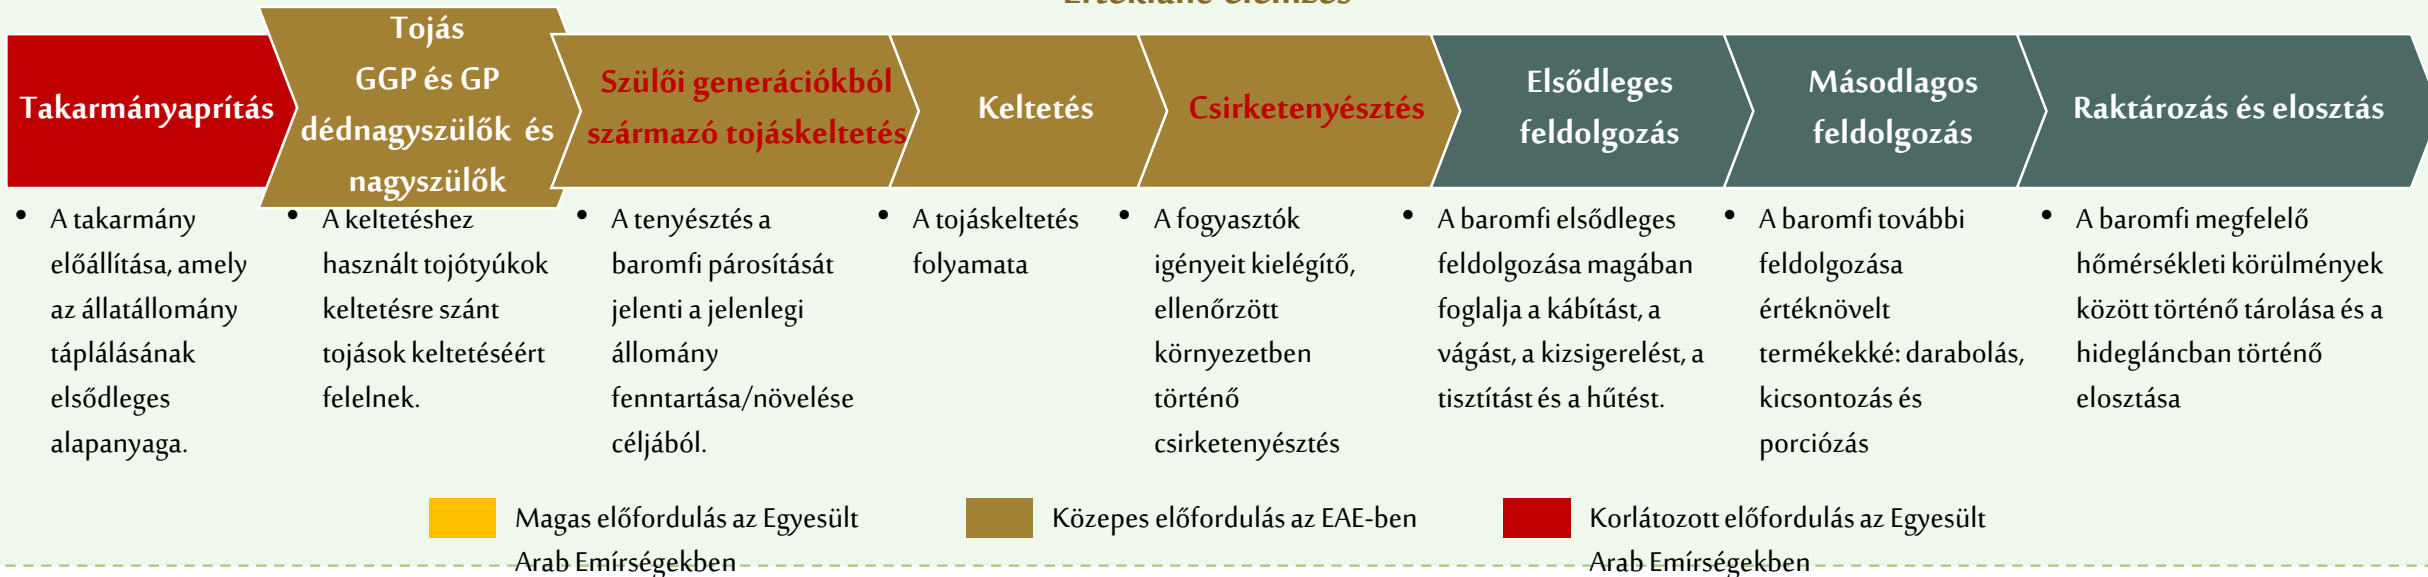 Értéklánc elemzés
Takarmányaprítás
Tojás
GGP és GP
dédnagyszülők és
nagyszülők
Szülői generációkból
származó tojáskeltetés
Keltetés
Csirketenyésztés
Elsődleges
feldolgozás
Másodlagos
feldolgozás
Raktározás és elosztás
• A takarmány
előállítása, amely
az állatállomány
táplálásának
elsődleges
alapanyaga.
• A keltetéshez
használt tojótyúkok
keltetésre szánt
tojások keltetéséért
felelnek.
• A tenyésztés a
baromfi párosítását
jelenti a jelenlegi
állomány
fenntartása/növelése
céljából.
• A tojáskeltetés
folyamata
• A fogyasztók
igényeit kielégítő,
ellenőrzött
környezetben
történő
csirketenyésztés
• A baromfi elsődleges
feldolgozása magában
foglalja a kábítást, a
vágást, a kizsigerelést, a
tisztítást és a hűtést.
• A baromfi további
feldolgozása
értéknövelt
termékekké: darabolás,
kicsontozás és
porciózás
• A baromfi megfelelő
hőmérsékleti körülmények
között történő tárolása és a
hidegláncban történő
elosztása
Magas előfordulás az Egyesült
Arab Emírségekben
Közepes előfordulás az EAE-ben
Korlátozott előfordulás az Egyesült
Arab Emírségekben